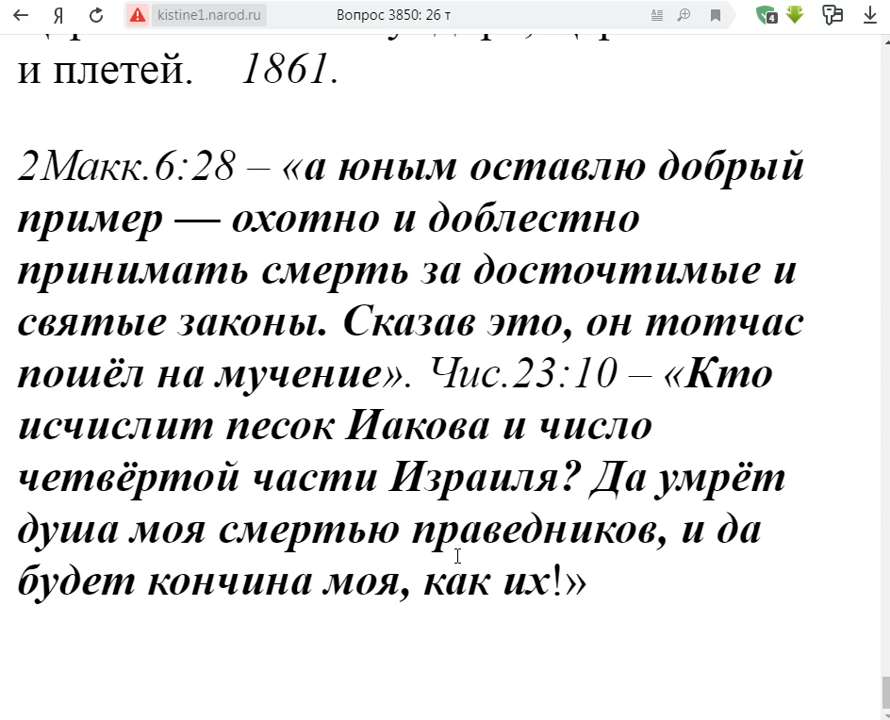 Я
kistine1.narod.ru
Вопрос 3850: 26 т
4
и плетей. 1861.
2Макк.6:28 – «а юным оставлю добрый
пример — охотно и доблестно
принимать смерть за досточтимые и
святые законы. Сказав это, он тотчас
пошёл на мучение». Чис.23:10 – «Кто
исчислит песок Иакова и число
четвёртой части Израиля? Да умрёт
душа моя смертью праведников, и да
будет кончина моя, как их!»